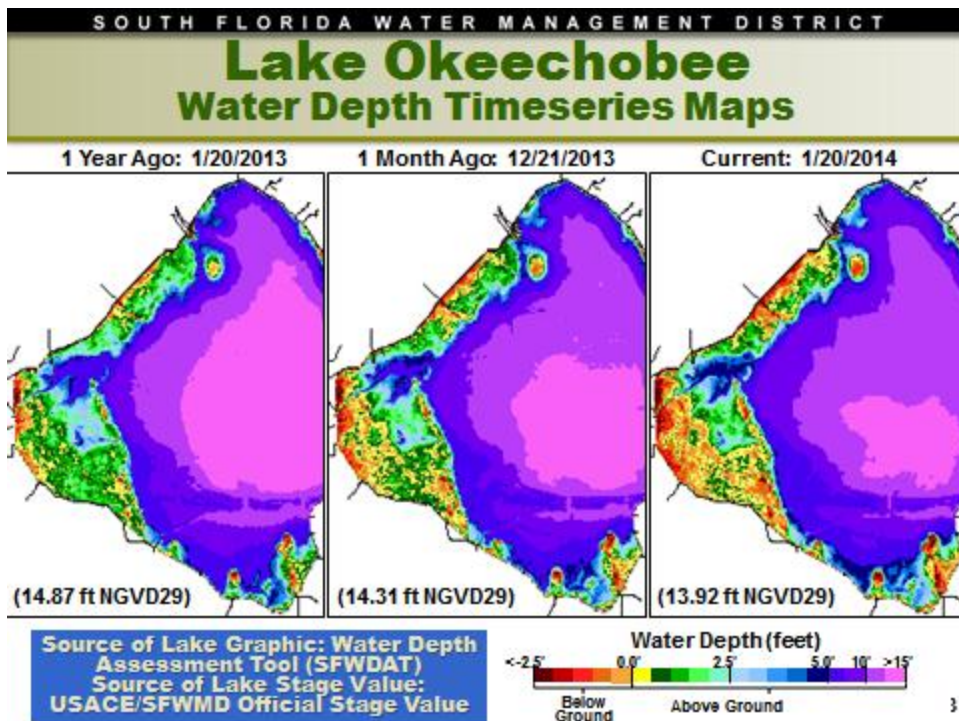 SOUTH FLORIDA WATER MANAGEMENT DISTRICT
Lake Okeechobee
Water Depth Timeseries Maps
1 Year Ago: 1/20/2013
1 Month Ago: 12/21/2013
Current: 1/20/2014
(14.87 ft NGVD29)
(14.31 ft NGVD29)
(13.92 ft NGVD29)
Source of Lake Graphic: Water Depth
Assessment Tool (SFWDAT)
Source of Lake Stage Value:
USACE/SFWMD Official Stage Value
Water Depth (feet)
<-2.5' 0.0' 2.5' 5.0' 10' >15'
Below
Ground
Above Ground